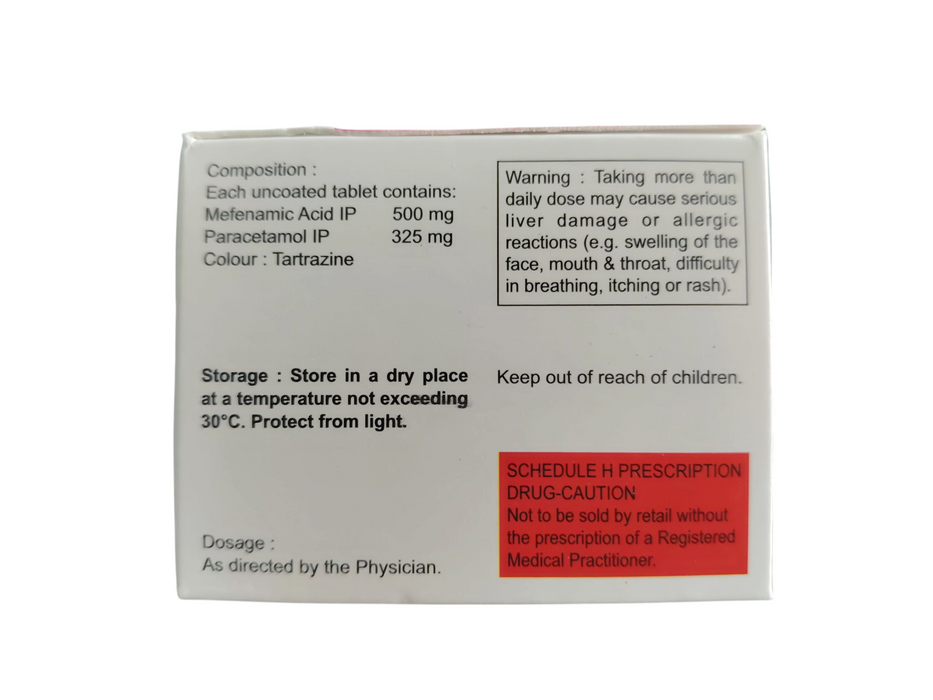 Composition :
Each uncoated tablet contains:
Mefenamic Acid IP 500 mg
Paracetamol IP 325 mg
Colour : Tartrazine
Warning : Taking more than
daily dose may cause serious
liver damage or allergic
reactions (e.g. swelling of the
face, mouth & throat, difficulty
in breathing, itching or rash).
Storage : Store in a dry place
at a temperature not exceeding
30°C. Protect from light.
Keep out of reach of children.
Dosage :
As directed by the Physician.
SCHEDULE H PRESCRIPTION
DRUG-CAUTION
Not to be sold by retail without
the prescription of a Registered
Medical Practitioner.